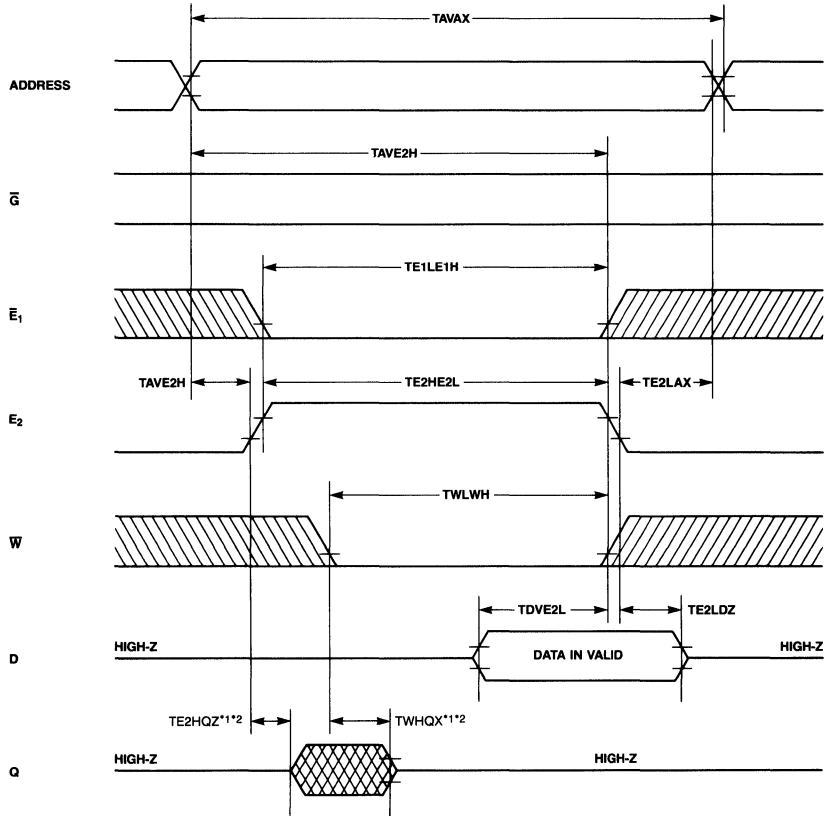 TAVAX
ADDRESS
TAVE2H
G̅
TE1LE1H
E̅₁
TAVE2H
TE2HE2L
TE2LAX
E₂
TWLWH
W̅
TDVE2L
TE2LDZ
HIGH-Z
DATA IN VALID
HIGH-Z
D
TE2HQZ*1*2
TWHQX*1*2
HIGH-Z
HIGH-Z
Q